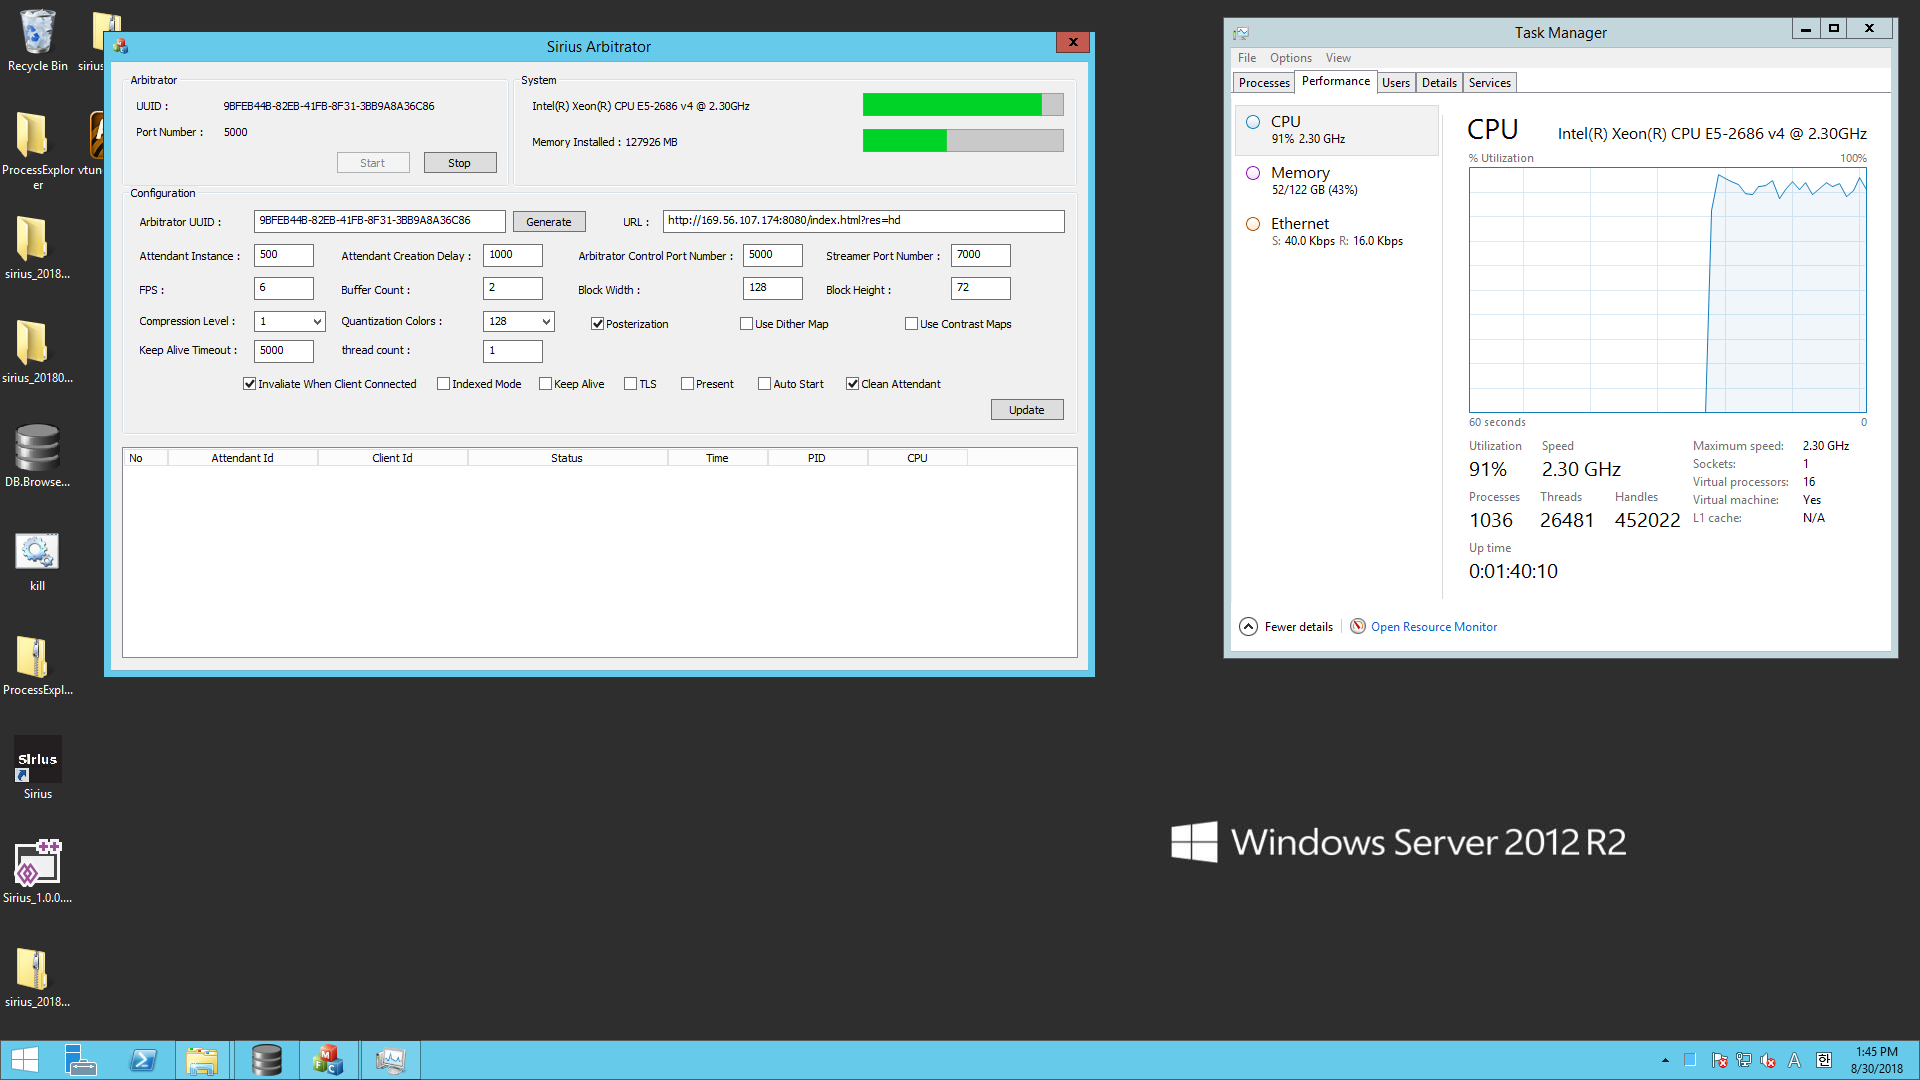 Recycle Bin
sirius
ProcessExplorer
vtun
sirius_2018...
sirius_20180...
DB.Browse...
kill
ProcessExpl...
Sirius
Sirius
Sirius_1.0.0....
sirius_2018...
Sirius Arbitrator
Arbitrator
UUID :
9BFEB44B-82EB-41FB-8F31-3BB9A8A36C86
Port Number :
5000
Start
Stop
System
Intel(R) Xeon(R) CPU E5-2686 v4 @ 2.30GHz
Memory Installed : 127926 MB
Configuration
Arbitrator UUID :
9BFEB44B-82EB-41FB-8F31-3BB9A8A36C86
Generate
URL :
http://169.56.107.174:8080/index.html?res=hd
Attendant Instance :
500
Attendant Creation Delay :
1000
Arbitrator Control Port Number :
5000
Streamer Port Number :
7000
FPS :
6
Buffer Count :
2
Block Width :
128
Block Height :
72
Compression Level :
1
Quantization Colors :
128
Posterization
Use Dither Map
Use Contrast Maps
Keep Alive Timeout :
5000
thread count :
1
Invaliate When Client Connected
Indexed Mode
Keep Alive
TLS
Present
Auto Start
Clean Attendant
Update
No
Attendant Id
Client Id
Status
Time
PID
CPU
Task Manager
File
Options
View
Processes
Performance
Users
Details
Services
CPU
91% 2.30 GHz
Memory
52/122 GB (43%)
Ethernet
S: 40.0 Kbps R: 16.0 Kbps
CPU
Intel(R) Xeon(R) CPU E5-2686 v4 @ 2.30GHz
% Utilization
100%
60 seconds
0
Utilization
91%
Speed
2.30 GHz
Processes
1036
Threads
26481
Handles
452022
Up time
0:01:40:10
Maximum speed: 2.30 GHz
Sockets: 1
Virtual processors: 16
Virtual machine: Yes
L1 cache: N/A
Fewer details
Open Resource Monitor
Windows Server 2012 R2
A
한
1:45 PM
8/30/2018